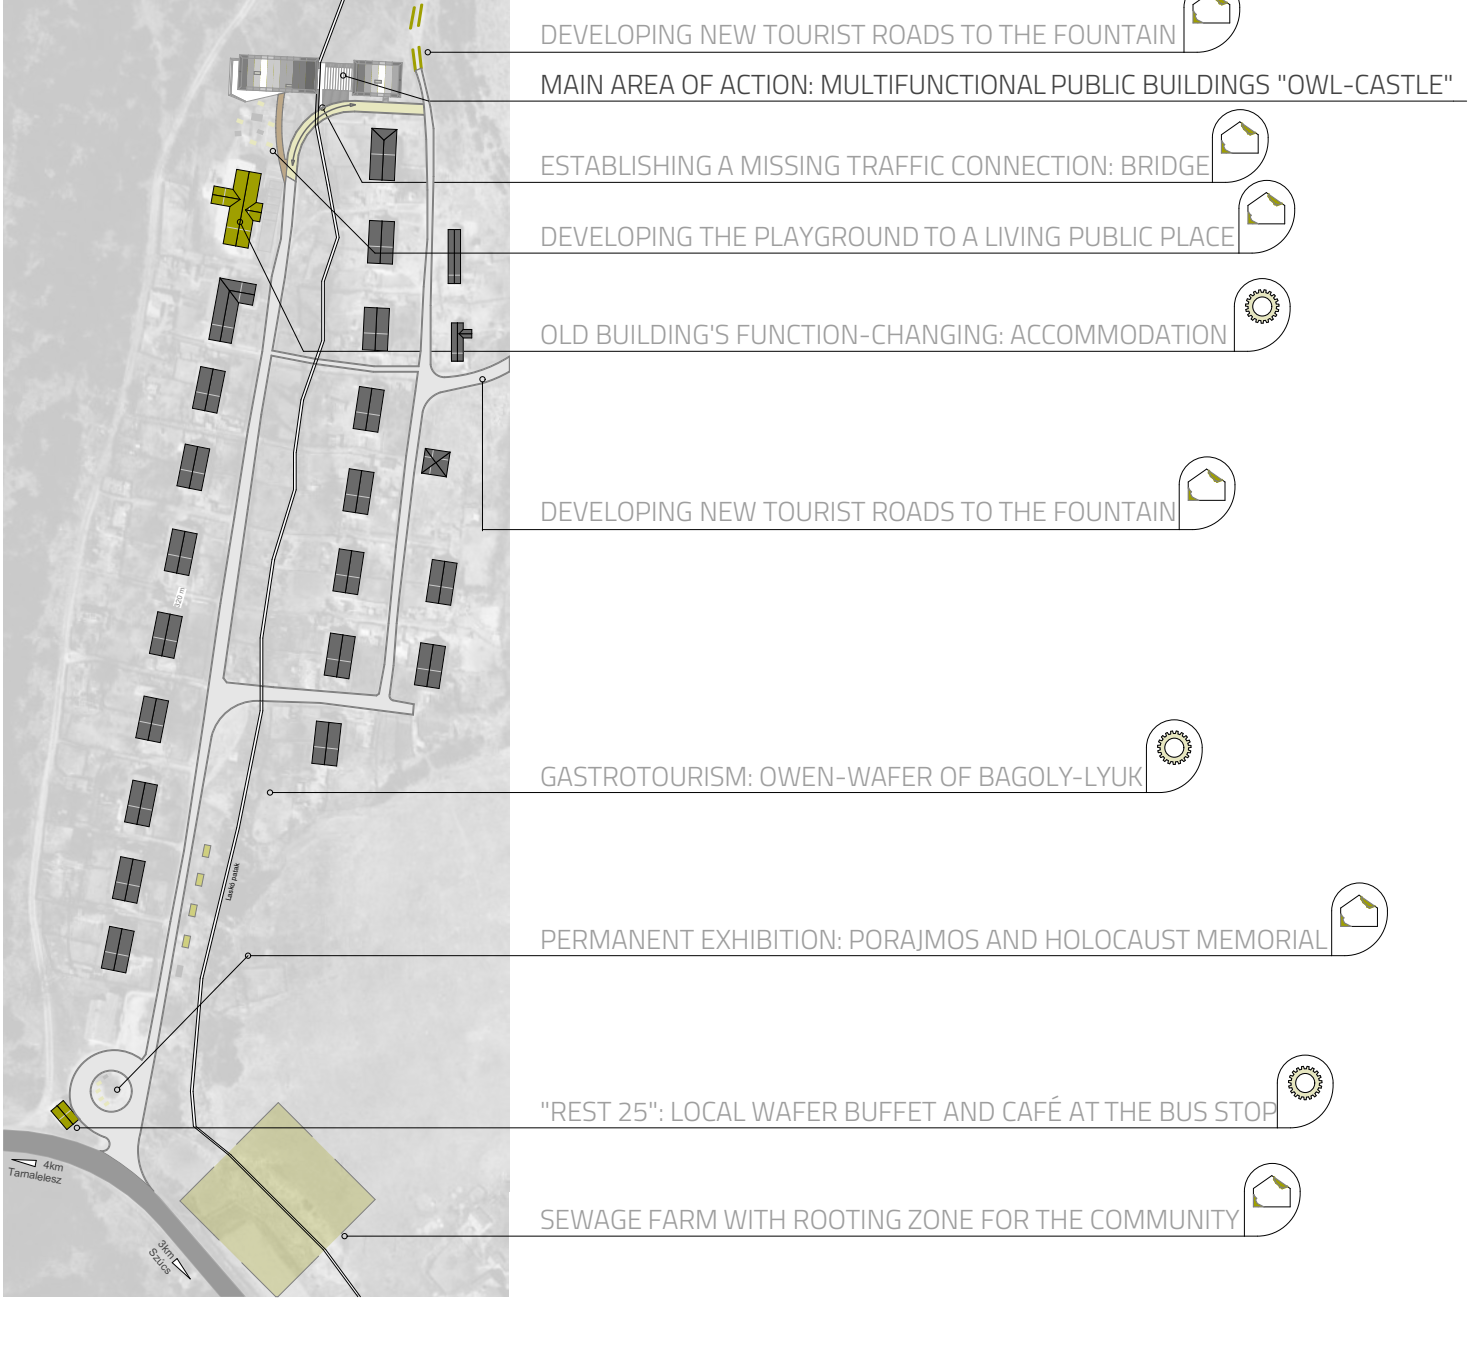 DEVELOPING NEW TOURIST ROADS TO THE FOUNTAIN
MAIN AREA OF ACTION: MULTIFUNCTIONAL PUBLIC BUILDINGS "OWL-CASTLE"
ESTABLISHING A MISSING TRAFFIC CONNECTION: BRIDGE
DEVELOPING THE PLAYGROUND TO A LIVING PUBLIC PLACE
OLD BUILDING'S FUNCTION-CHANGING: ACCOMMODATION
DEVELOPING NEW TOURIST ROADS TO THE FOUNTAIN
120 m
GASTROTOURISM: OWEN-WAFER OF BAGOLY-LYUK
Laskó patak
PERMANENT EXHIBITION: PORAJMOS AND HOLOCAUST MEMORIAL
"REST 25": LOCAL WAFER BUFFET AND CAFÉ AT THE BUS STOP
4km
Tarnalelesz
SEWAGE FARM WITH ROOTING ZONE FOR THE COMMUNITY
3km
Szúcs